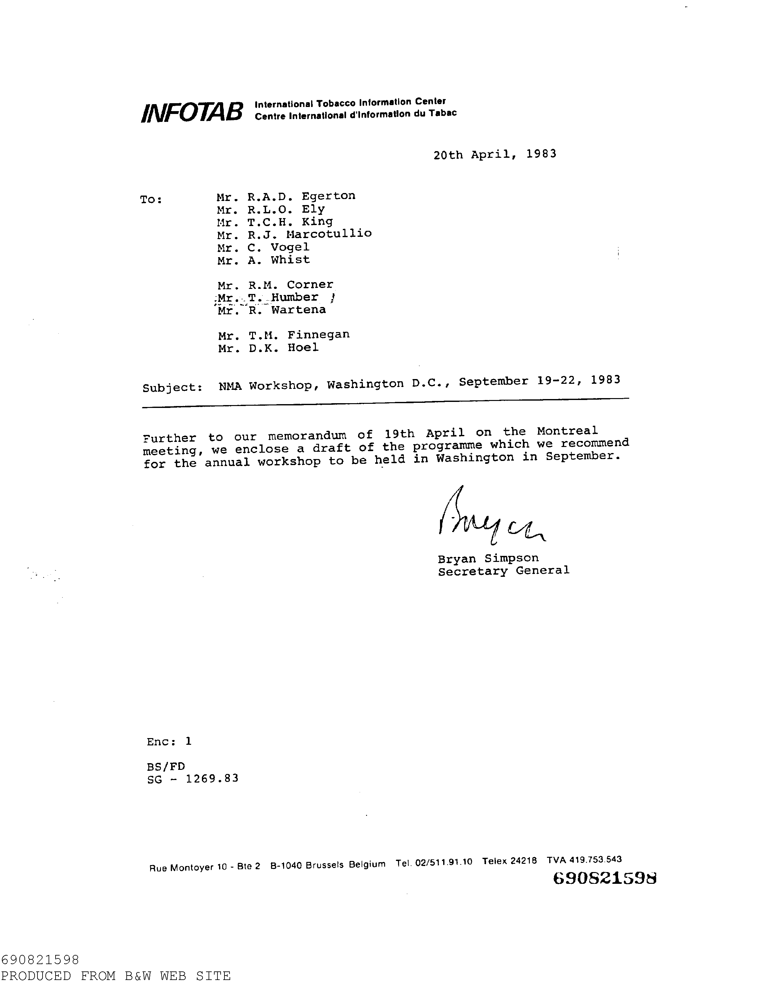 INFOTAB International Tobacco Information Center
Centre International d'Information du Tabac
20th April, 1983
To: Mr. R.A.D. Egerton
Mr. R.L.O. Ely
Mr. T.C.H. King
Mr. R.J. Marcotullio
Mr. C. Vogel
Mr. A. Whist
Mr. R.M. Corner
Mr. T. Humber
Mr. R. Wartena
Mr. T.M. Finnegan
Mr. D.K. Hoel
Subject: NMA Workshop, Washington D.C., September 19-22, 1983
Further to our memorandum of 19th April on the Montreal
meeting, we enclose a draft of the programme which we recommend
for the annual workshop to be held in Washington in September.
Bryan
Bryan Simpson
Secretary General
Enc: 1
BS/FD
SG - 1269.83
Rue Montoyer 10 - Bte 2 B-1040 Brussels Belgium Tel. 02/511.91.10 Telex 24218 TVA 419.753.543
690821598
690821598
PRODUCED FROM B&W WEB SITE